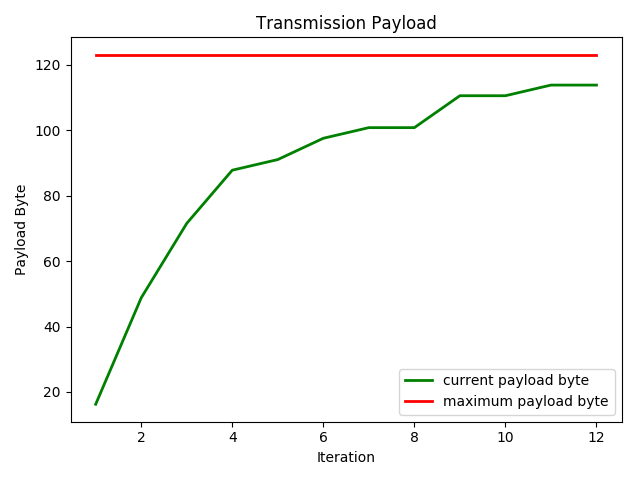 Transmission Payload
Payload Byte
120
100
80
60
40
20
current payload byte
maximum payload byte
2 4 6 8 10 12
Iteration